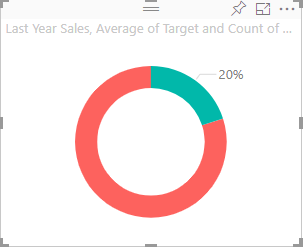 Last Year Sales, Average of Target and Count of ...
20%